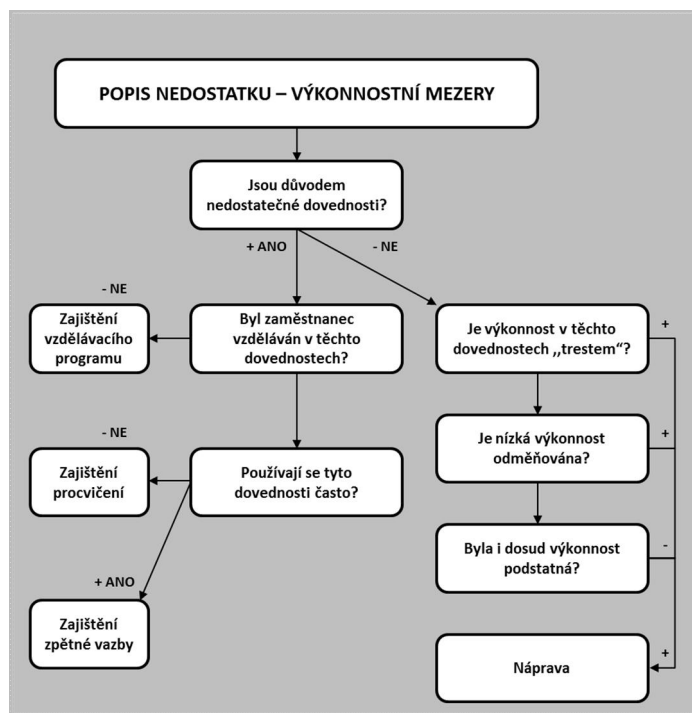 POPIS NEDOSTATKU – VÝKONNOSTNÍ MEZERY
Jsou důvodem
nedostatečné dovednosti?
+ ANO
- NE
- NE
Zajištění
vzdělávacího
programu
Byl zaměstnanec
vzděláván v těchto
dovednostech?
Je výkonnost v těchto
dovednostech ,,trestem“?
+
- NE
Zajištění
procvičení
Používají se tyto
dovednosti často?
Je nízká výkonnost
odměňována?
+
Byla i dosud výkonnost
podstatná?
-
+ ANO
Zajištění
zpětné vazby
Náprava
+